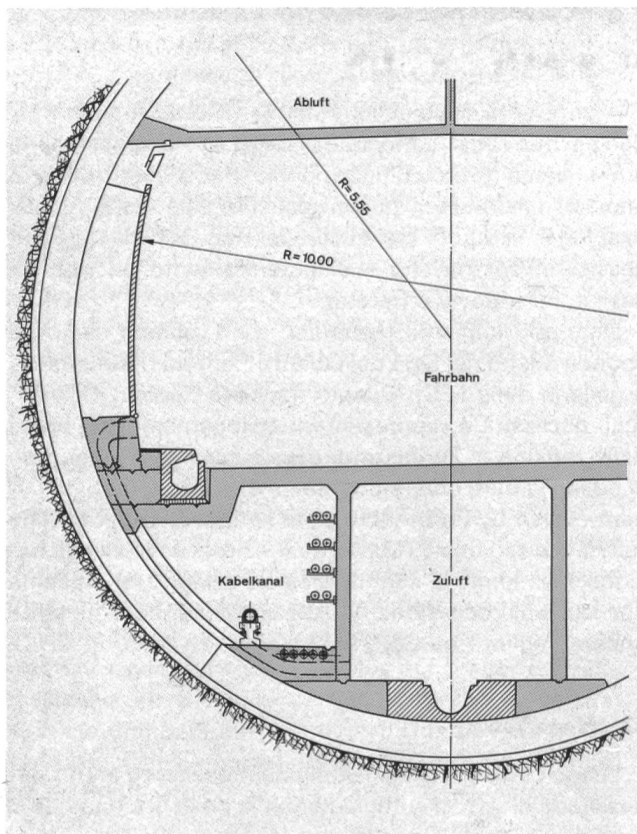 Abluft
R=5.55
R=10.00
Fahrbahn
Kabelkanal
Zuluft